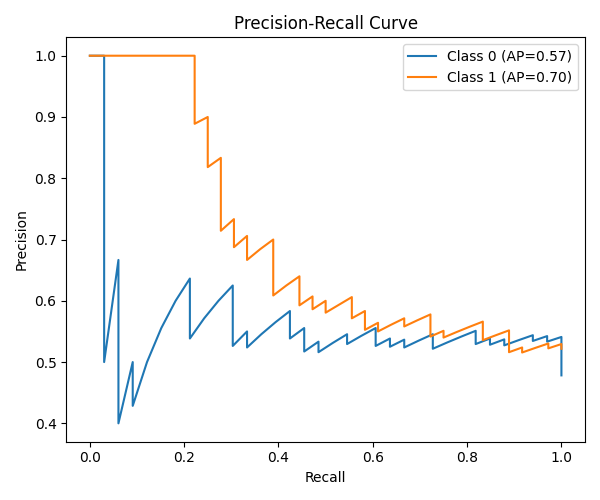 Precision-Recall Curve
Class 0 (AP=0.57)
Class 1 (AP=0.70)
Precision
1.0
0.9
0.8
0.7
0.6
0.5
0.4
0.0 0.2 0.4 0.6 0.8 1.0
Recall